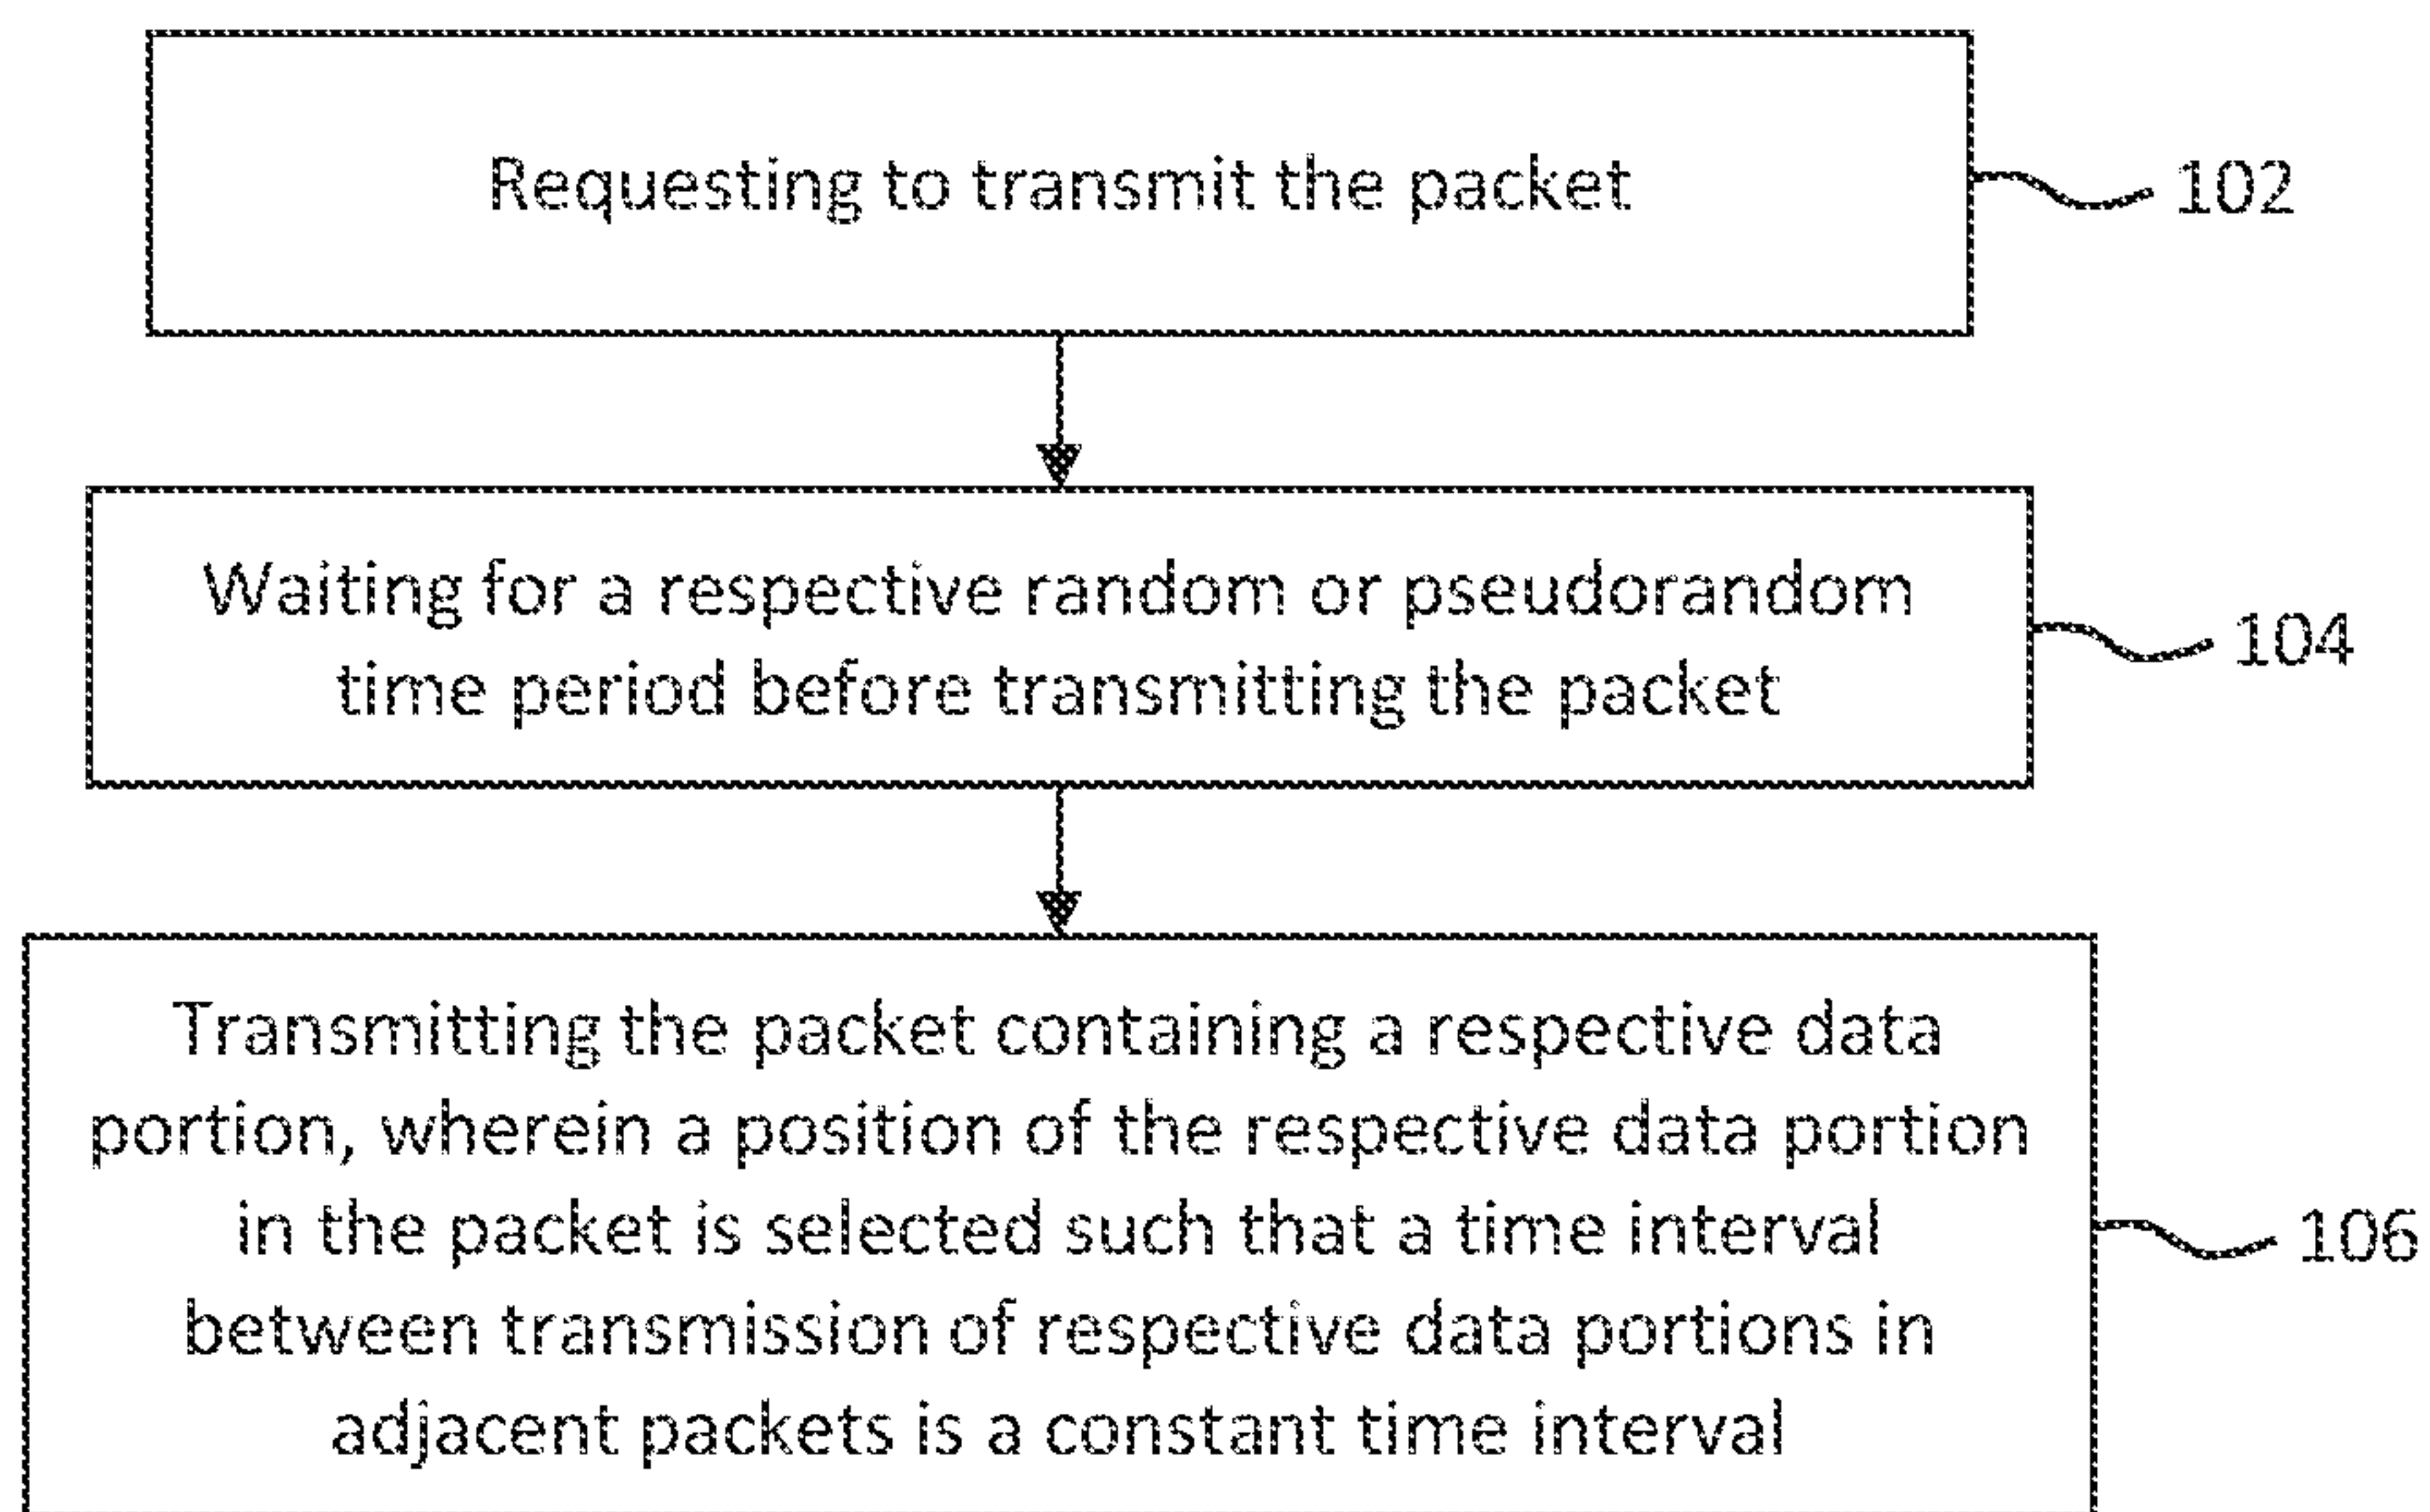 Requesting to transmit the packet
102
Waiting for a respective random or pseudorandom
time period before transmitting the packet
104
Transmitting the packet containing a respective data
portion, wherein a position of the respective data portion
in the packet is selected such that a time interval
between transmission of respective data portions in
adjacent packets is a constant time interval
106